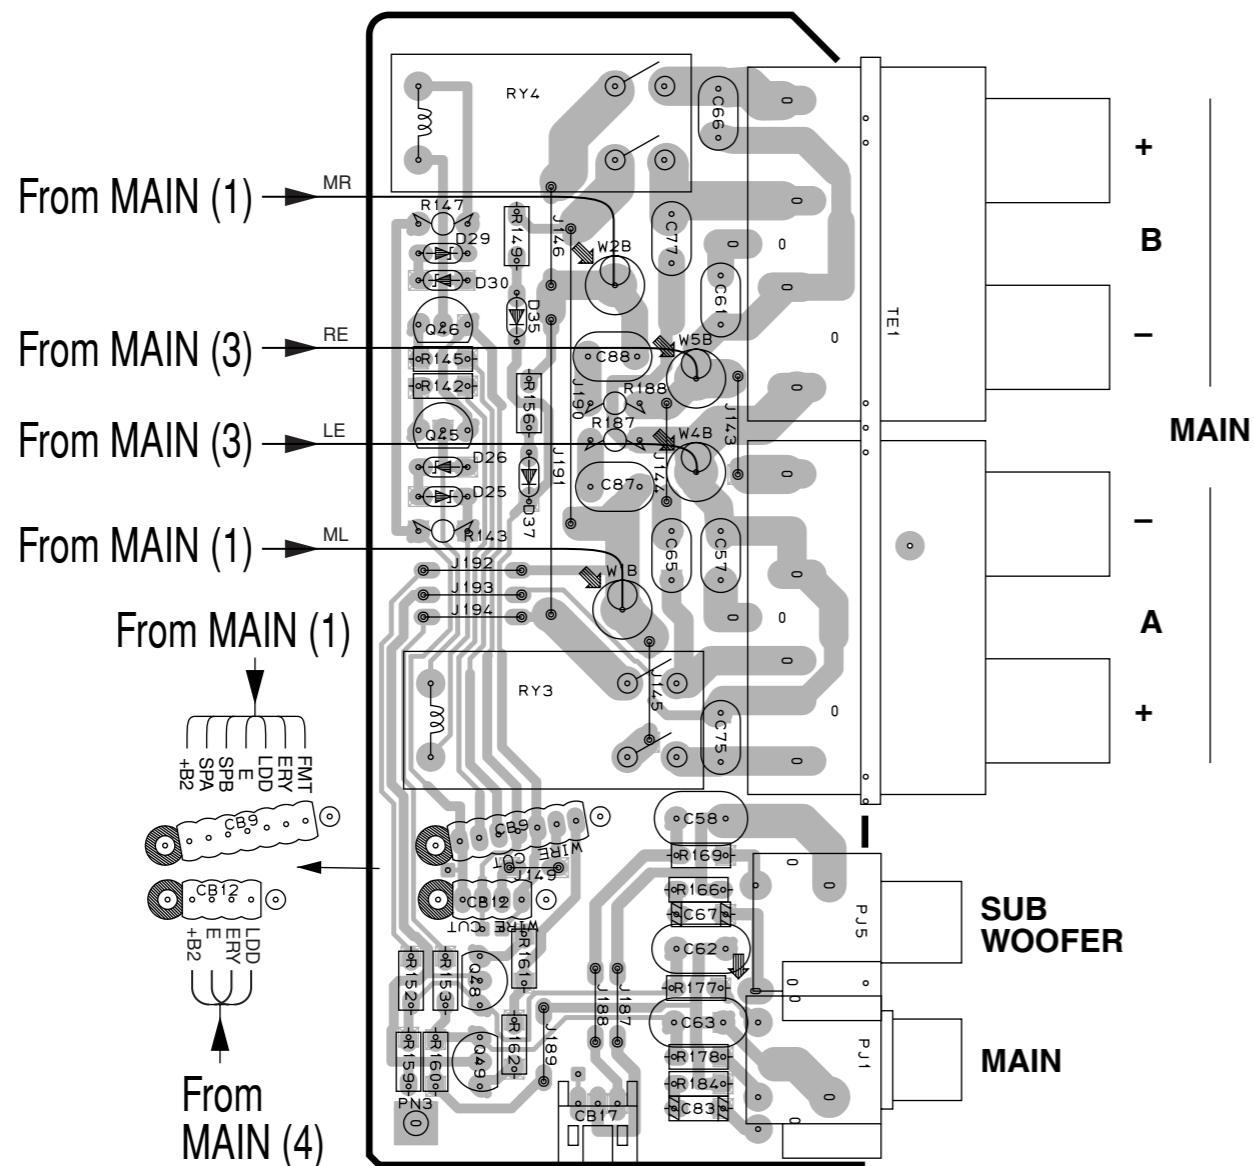 RY4
C66
+
From MAIN (1)
MR
R147
D29
R149
J146
W2B
C77
B
D30
C61
D35
Q46
TE1
From MAIN (3)
RE
W5B
−
R145
C88
R142
R156
J190
R188
J143
R187
MAIN
From MAIN (3)
LE
Q45
W4B
D26
J191
J144
D25
C87
D37
−
R143
C65
C57
From MAIN (1)
ML
J192
W1B
J193
J194
A
From MAIN (1)
RY3
J145
C75
+
+B2
SPA
SPB
E
LDD
ERY
FMT
CB9
CB9
WIRE
CUT
J149
C58
R169
R166
C67
PJ5
SUB
WOOFER
CB12
CB12
WIRE
CUT
+B2
E
ERY
LDD
R161
C62
R152
R153
Q48
R177
J188
J187
C63
R162
J189
PJ1
MAIN
R159
R160
Q49
R178
R184
C83
From
MAIN (4)
PN3
CB17